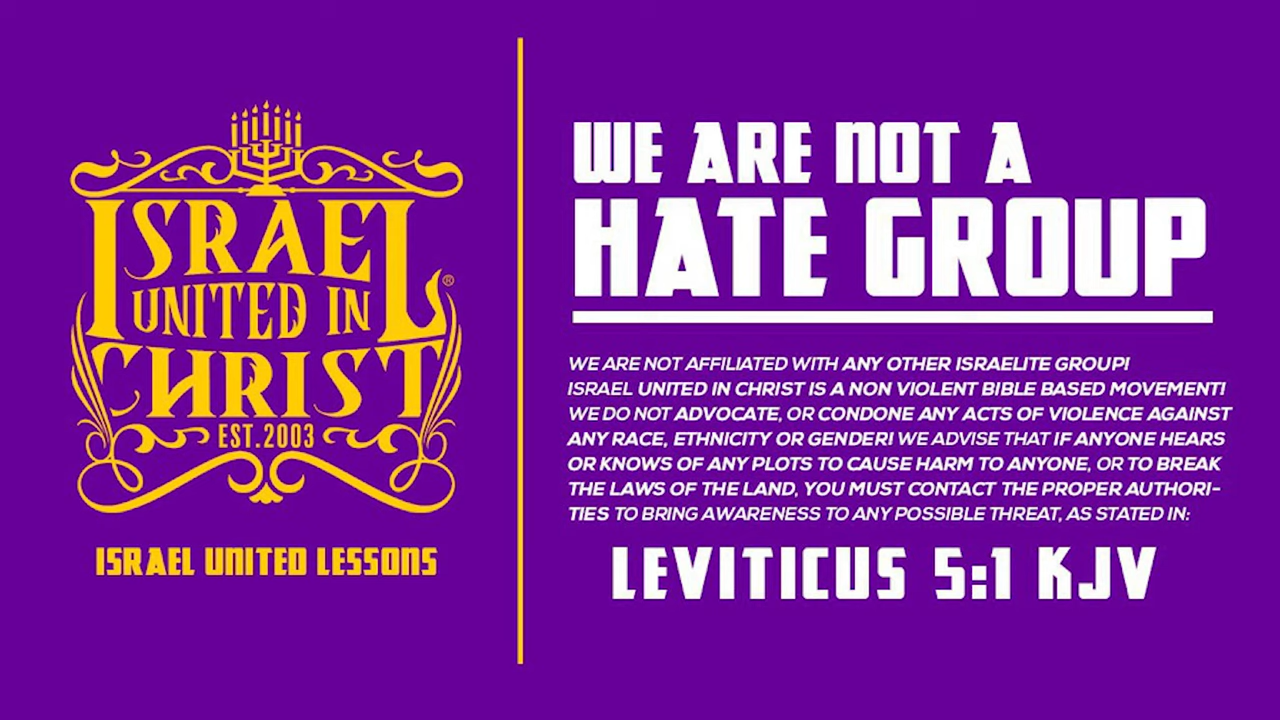 ISRAEL
UNITED IN
CHRIST
EST.2003
®
ISRAEL UNITED LESSONS
WE ARE NOT A
HATE GROUP
WE ARE NOT AFFILIATED WITH ANY OTHER ISRAELITE GROUP!
ISRAEL UNITED IN CHRIST IS A NON VIOLENT BIBLE BASED MOVEMENT!
WE DO NOT ADVOCATE, OR CONDONE ANY ACTS OF VIOLENCE AGAINST
ANY RACE, ETHNICITY OR GENDER! WE ADVISE THAT IF ANYONE HEARS
OR KNOWS OF ANY PLOTS TO CAUSE HARM TO ANYONE, OR TO BREAK
THE LAWS OF THE LAND, YOU MUST CONTACT THE PROPER AUTHORI-
TIES TO BRING AWARENESS TO ANY POSSIBLE THREAT, AS STATED IN:
LEVITICUS 5:1 KJV